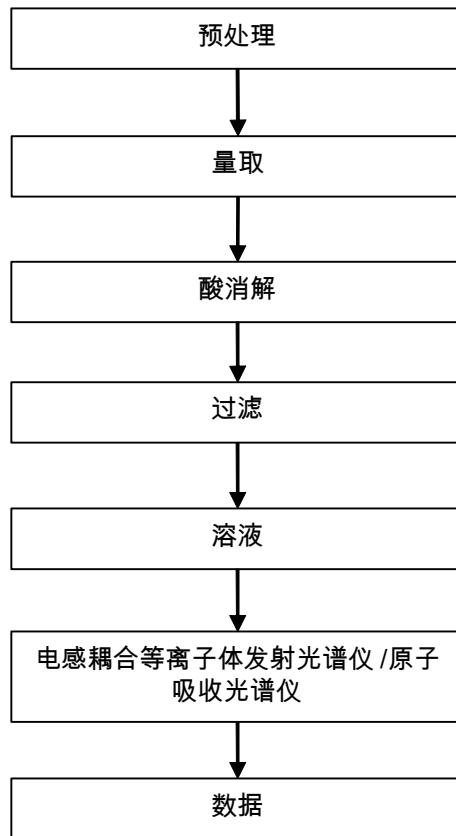 预处理
量取
酸消解
过滤
溶液
电感耦合等离子体发射光谱仪 /原子
吸收光谱仪
数据